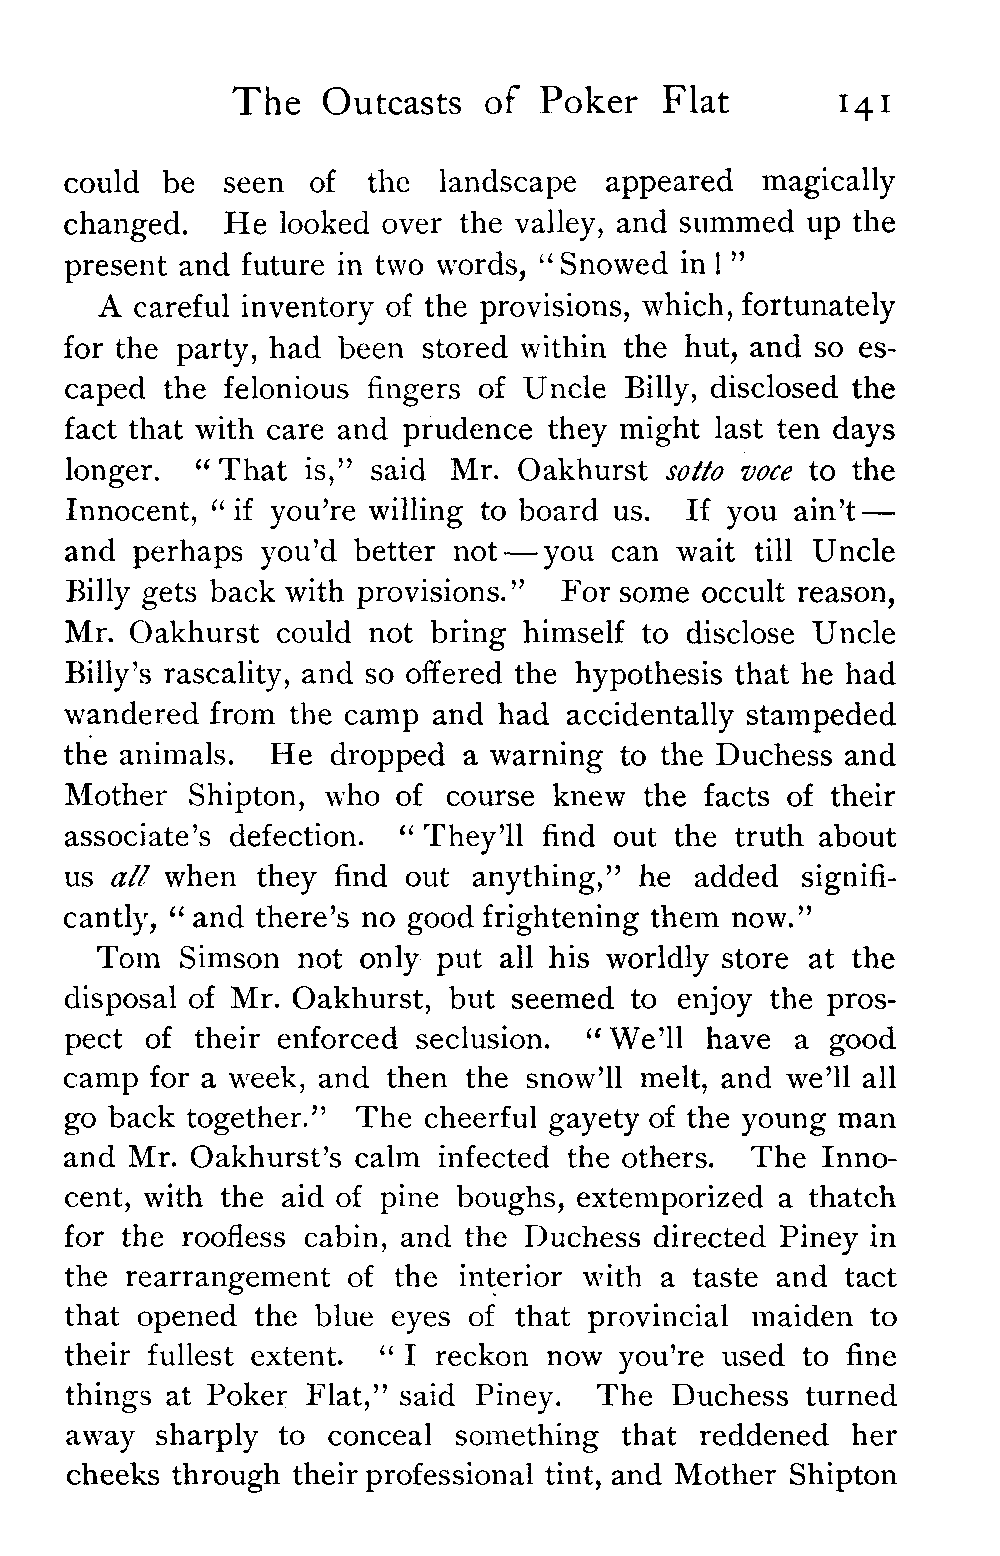 The Outcasts of Poker Flat 141
could be seen of the landscape appeared magically
changed. He looked over the valley, and summed up the
present and future in two words, “Snowed in!”
A careful inventory of the provisions, which, fortunately
for the party, had been stored within the hut, and so es-
caped the felonious fingers of Uncle Billy, disclosed the
fact that with care and prudence they might last ten days
longer. “That is,” said Mr. Oakhurst sotto voce to the
Innocent, “if you’re willing to board us. If you ain’t—
and perhaps you’d better not—you can wait till Uncle
Billy gets back with provisions.” For some occult reason,
Mr. Oakhurst could not bring himself to disclose Uncle
Billy’s rascality, and so offered the hypothesis that he had
wandered from the camp and had accidentally stampeded
the animals. He dropped a warning to the Duchess and
Mother Shipton, who of course knew the facts of their
associate’s defection. “They’ll find out the truth about
us all when they find out anything,” he added signifi-
cantly, “and there’s no good frightening them now.”
Tom Simson not only put all his worldly store at the
disposal of Mr. Oakhurst, but seemed to enjoy the pros-
pect of their enforced seclusion. “We’ll have a good
camp for a week, and then the snow’ll melt, and we’ll all
go back together.” The cheerful gayety of the young man
and Mr. Oakhurst’s calm infected the others. The Inno-
cent, with the aid of pine boughs, extemporized a thatch
for the roofless cabin, and the Duchess directed Piney in
the rearrangement of the interior with a taste and tact
that opened the blue eyes of that provincial maiden to
their fullest extent. “I reckon now you’re used to fine
things at Poker Flat,” said Piney. The Duchess turned
away sharply to conceal something that reddened her
cheeks through their professional tint, and Mother Shipton